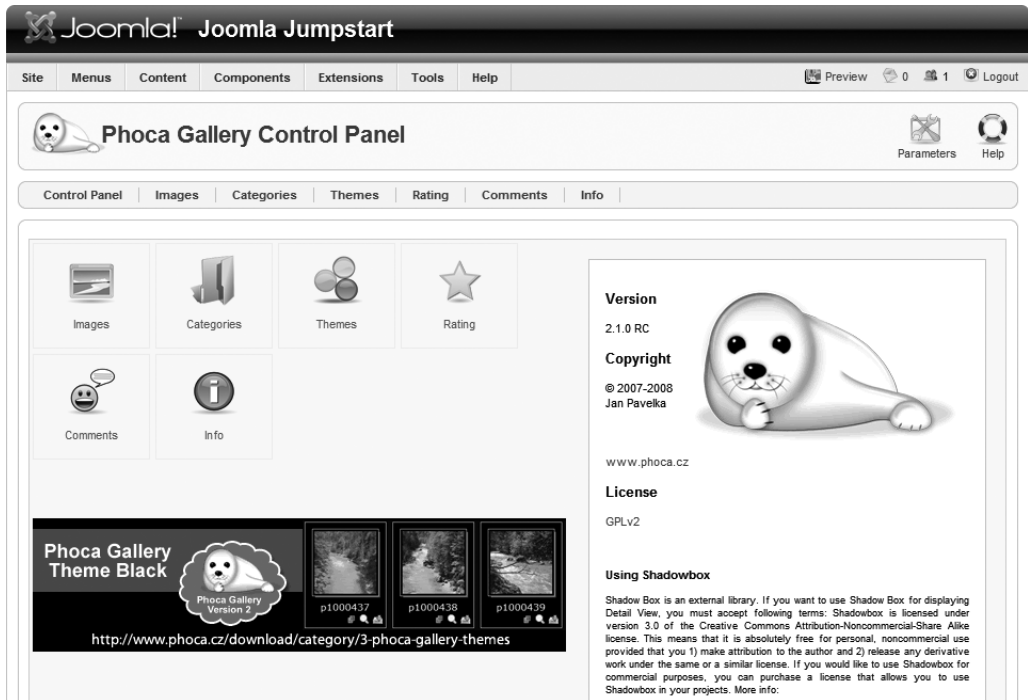 Joomla! Joomla Jumpstart
Site Menus Content Components Extensions Tools Help Preview 0 1 Logout
Phoca Gallery Control Panel
Parameters Help
Control Panel Images Categories Themes Rating Comments Info
Images Categories Themes Rating
Comments Info
Phoca Gallery
Theme Black
Phoca Gallery
Version 2
p1000437 p1000438 p1000439
http://www.phoca.cz/download/category/3-phoca-gallery-themes
Version
2.1.0 RC
Copyright
© 2007-2008
Jan Pavelka
www.phoca.cz
License
GPLv2
Using Shadowbox
Shadow Box is an external library. If you want to use Shadow Box for displaying
Detail View, you must accept following terms: Shadowbox is licensed under
version 3.0 of the Creative Commons Attribution-Noncommercial-Share Alike
license. This means that it is absolutely free for personal, noncommercial use
provided that you 1) make attribution to the author and 2) release any derivative
work under the same or a similar license. If you would like to use Shadowbox for
commercial purposes, you can purchase a license that allows you to use
Shadowbox in your projects. More info: